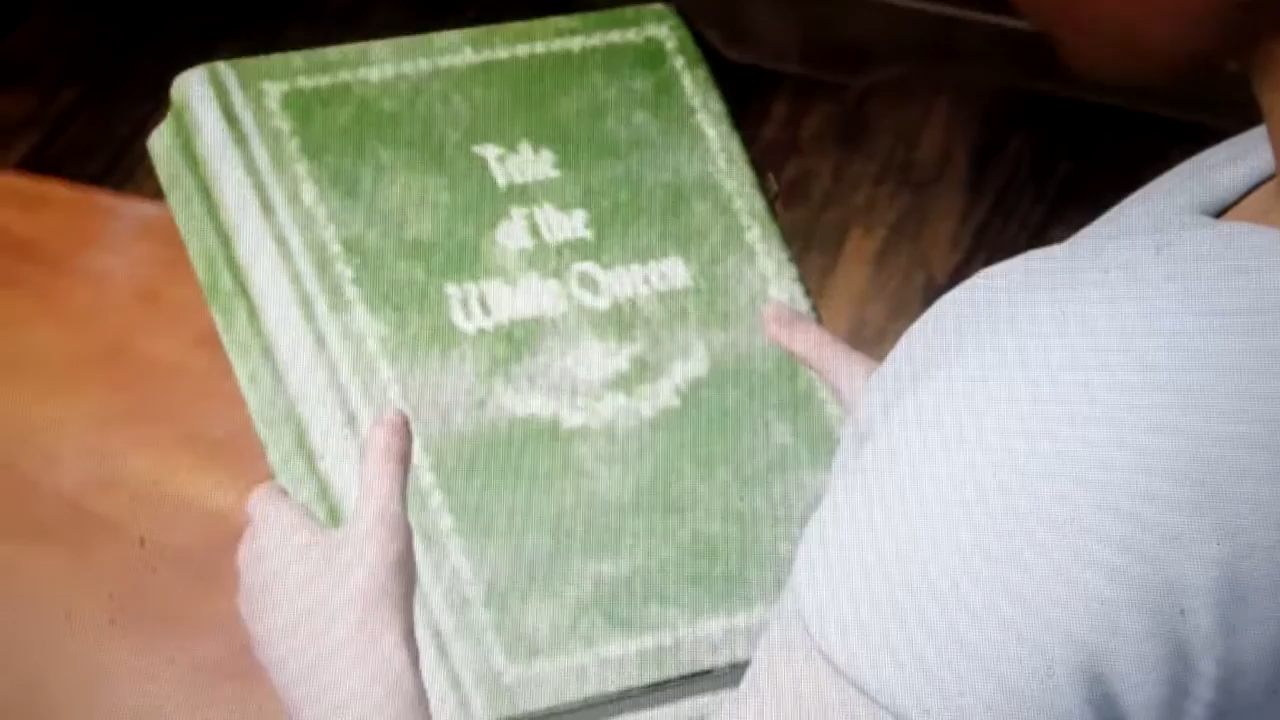 Tale
of the
White Queen